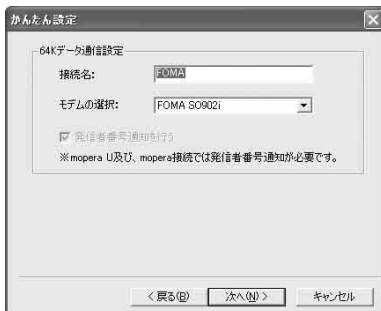 かんたん設定
64Kデータ通信設定
接続名: FOMA
モデムの選択: FOMA SO902i
発信者番号通知を行う
※mopera U及び、mopera接続では発信者番号通知が必要です。
< 戻る(B) 次へ(N) > キャンセル